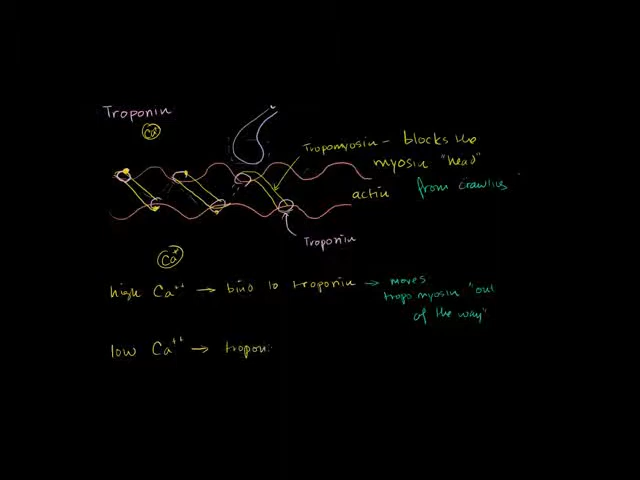 Troponin
Ca
Tropomyosin - blocks the
myosin "head"
actin from crawling
Troponin
Ca+
high Ca++ → bind to troponin → moves
tropomyosin "out
of the way"
low Ca++ → troponi